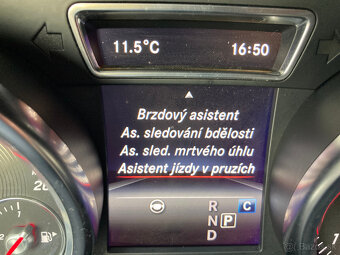 11.5°C 16:50
Brzdový asistent
As. sledování bdělosti
As. sled. mrtvého úhlu
Asistent jízdy v pruzích
R C
N P
D